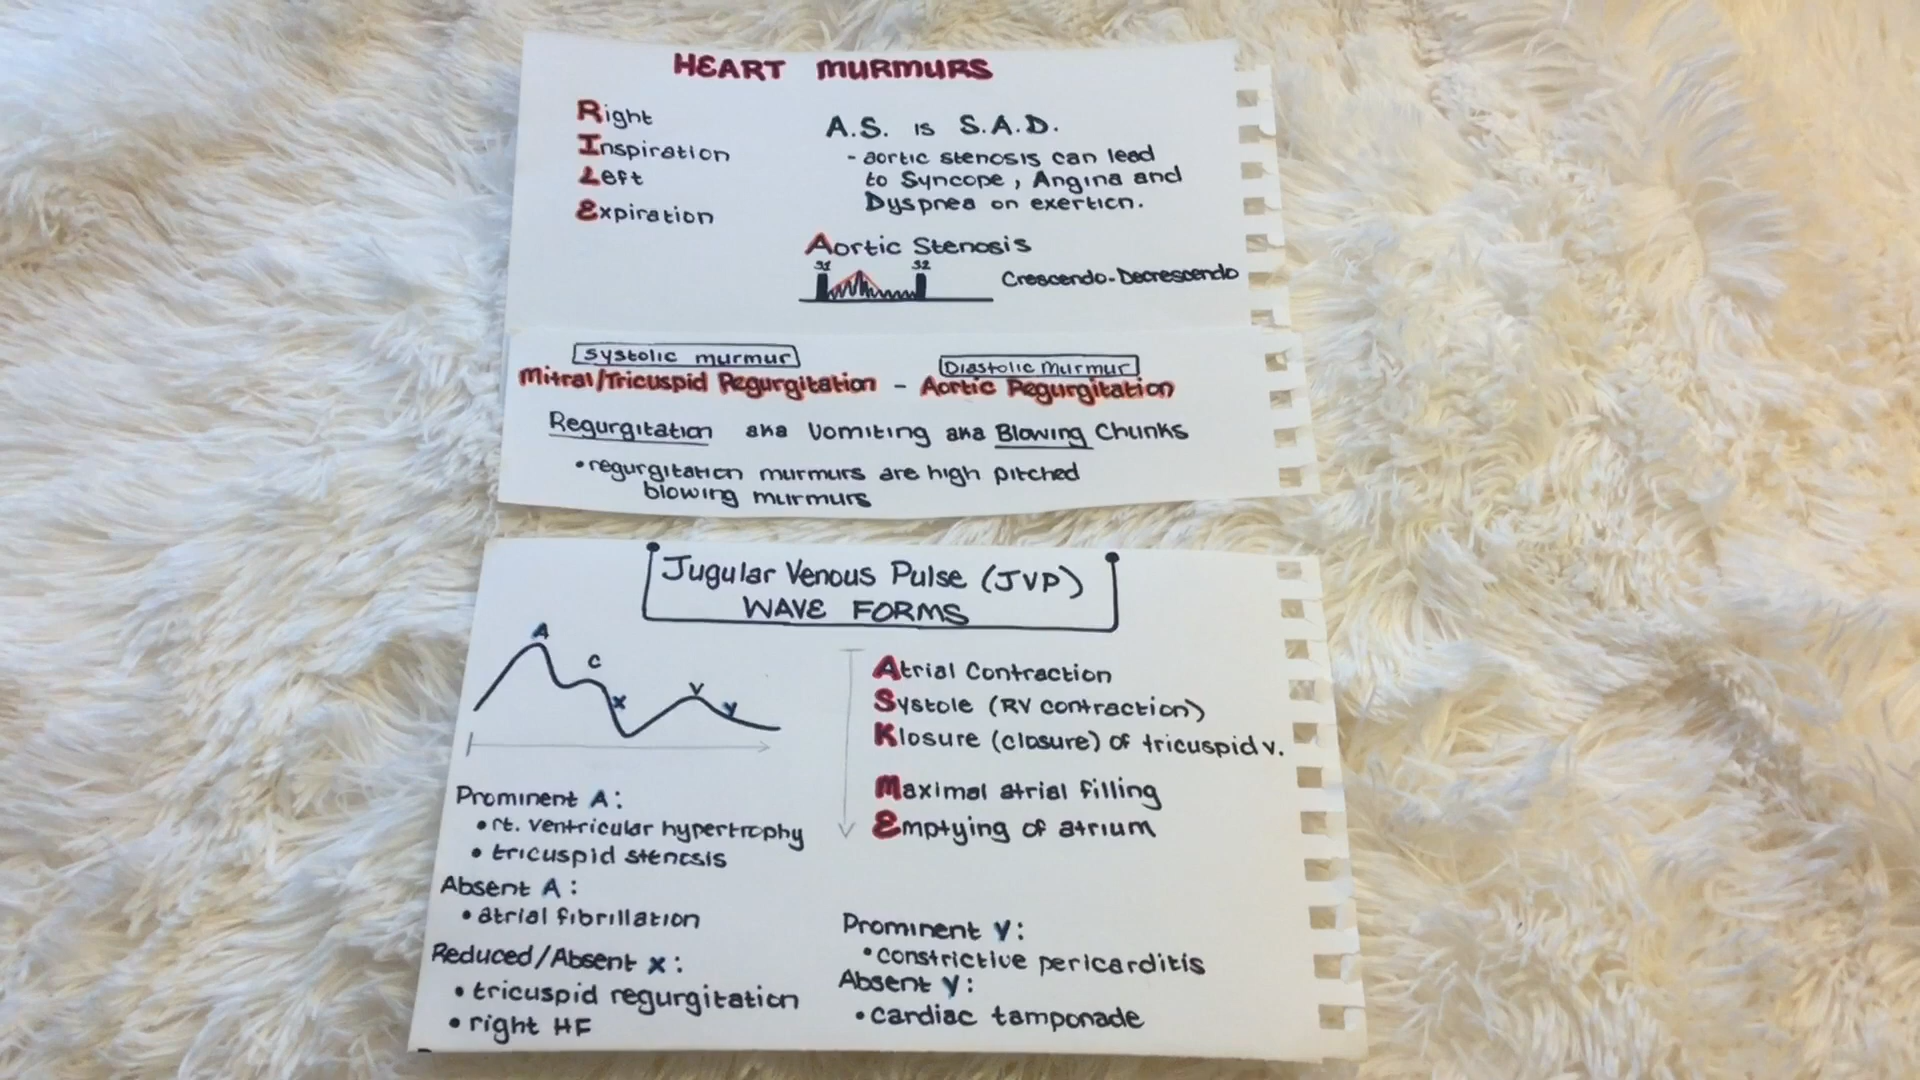 HEART MURMURS
Right
Inspiration
Left
Expiration
A.S. is S.A.D.
- aortic stenosis can lead
to Syncope, Angina and
Dyspnea on exertion.
Aortic Stenosis
S1 S2
Crescendo-Decrescendo
Systolic murmur
Diastolic Murmur
Mitral/Tricuspid Regurgitation - Aortic Regurgitation
Regurgitation aka Vomiting aka Blowing Chunks
• regurgitation murmurs are high pitched
blowing murmurs
Jugular Venous Pulse (JVP)
WAVE FORMS
A
C
X
V
Y
Atrial Contraction
Systole (RV contraction)
Klosure (closure) of tricuspid v.
Maximal atrial filling
Emptying of atrium
Prominent A:
• rt. ventricular hypertrophy
• tricuspid stenosis
Absent A:
• atrial fibrillation
Reduced/Absent x:
• tricuspid regurgitation
• right HF
Prominent Y:
• constrictive pericarditis
Absent Y:
• cardiac tamponade